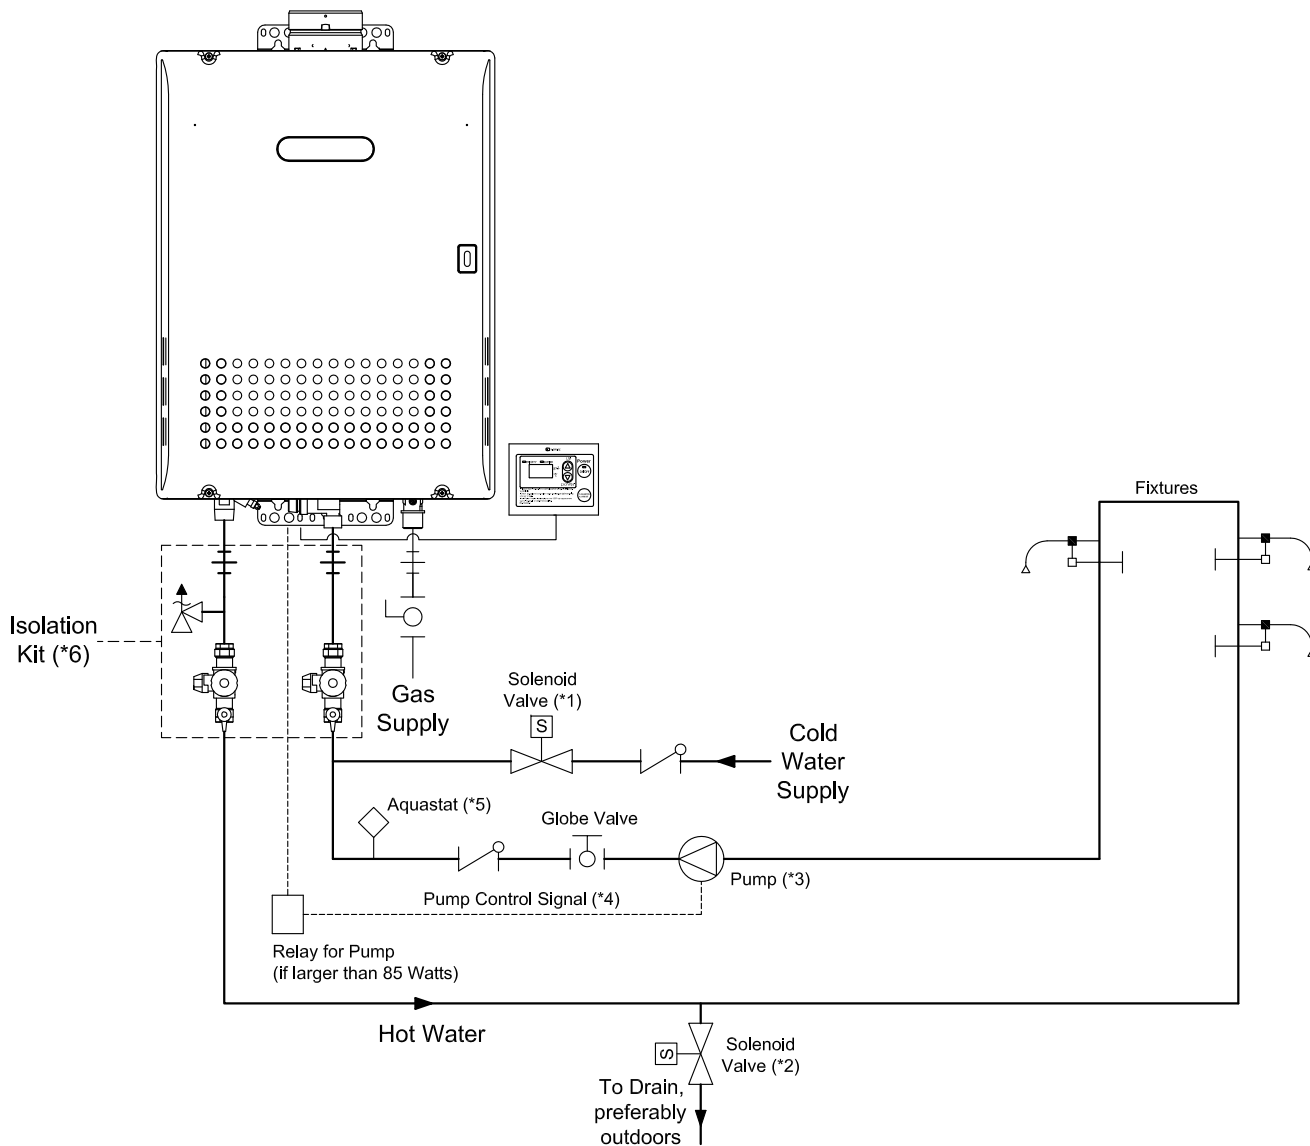 Power
Fixtures
Isolation
Kit (*6)
Gas
Supply
Solenoid
Valve (*1)
S
Cold
Water
Supply
Aquastat (*5)
Globe Valve
Pump (*3)
Pump Control Signal (*4)
Relay for Pump
(if larger than 85 Watts)
Hot Water
S
Solenoid
Valve (*2)
To Drain,
preferably
outdoors